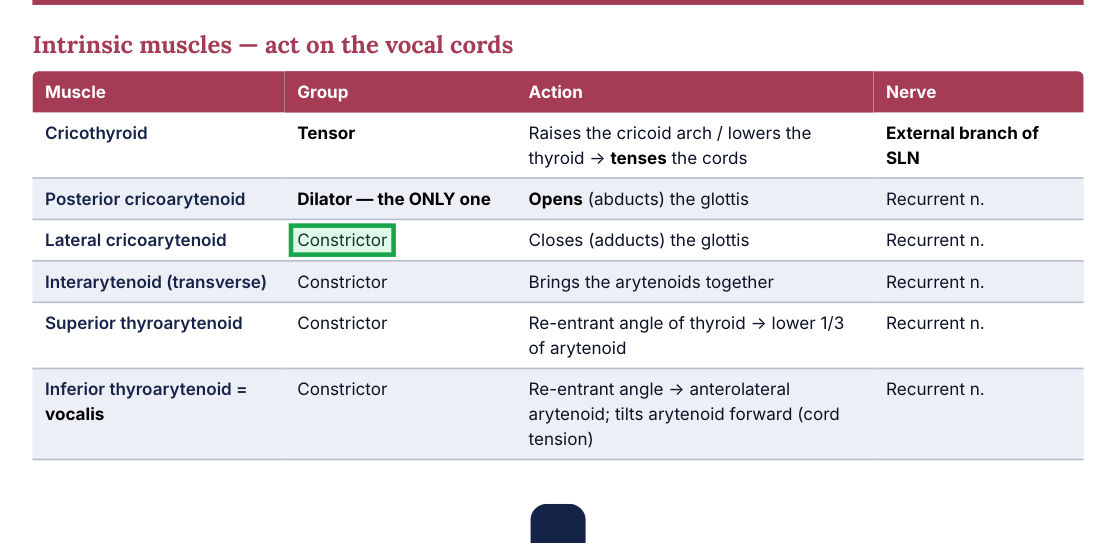 Intrinsic muscles — act on the vocal cords
Muscle Group Action Nerve
Cricothyroid Tensor Raises the cricoid arch / lowers the External branch of
thyroid → tenses the cords SLN
Posterior cricoarytenoid Dilator — the ONLY one Opens (abducts) the glottis Recurrent n.
Lateral cricoarytenoid Constrictor Closes (adducts) the glottis Recurrent n.
Interarytenoid (transverse) Constrictor Brings the arytenoids together Recurrent n.
Superior thyroarytenoid Constrictor Re-entrant angle of thyroid → lower 1/3 Recurrent n.
of arytenoid
Inferior thyroarytenoid = Constrictor Re-entrant angle → anterolateral Recurrent n.
vocalis arytenoid; tilts arytenoid forward (cord
tension)